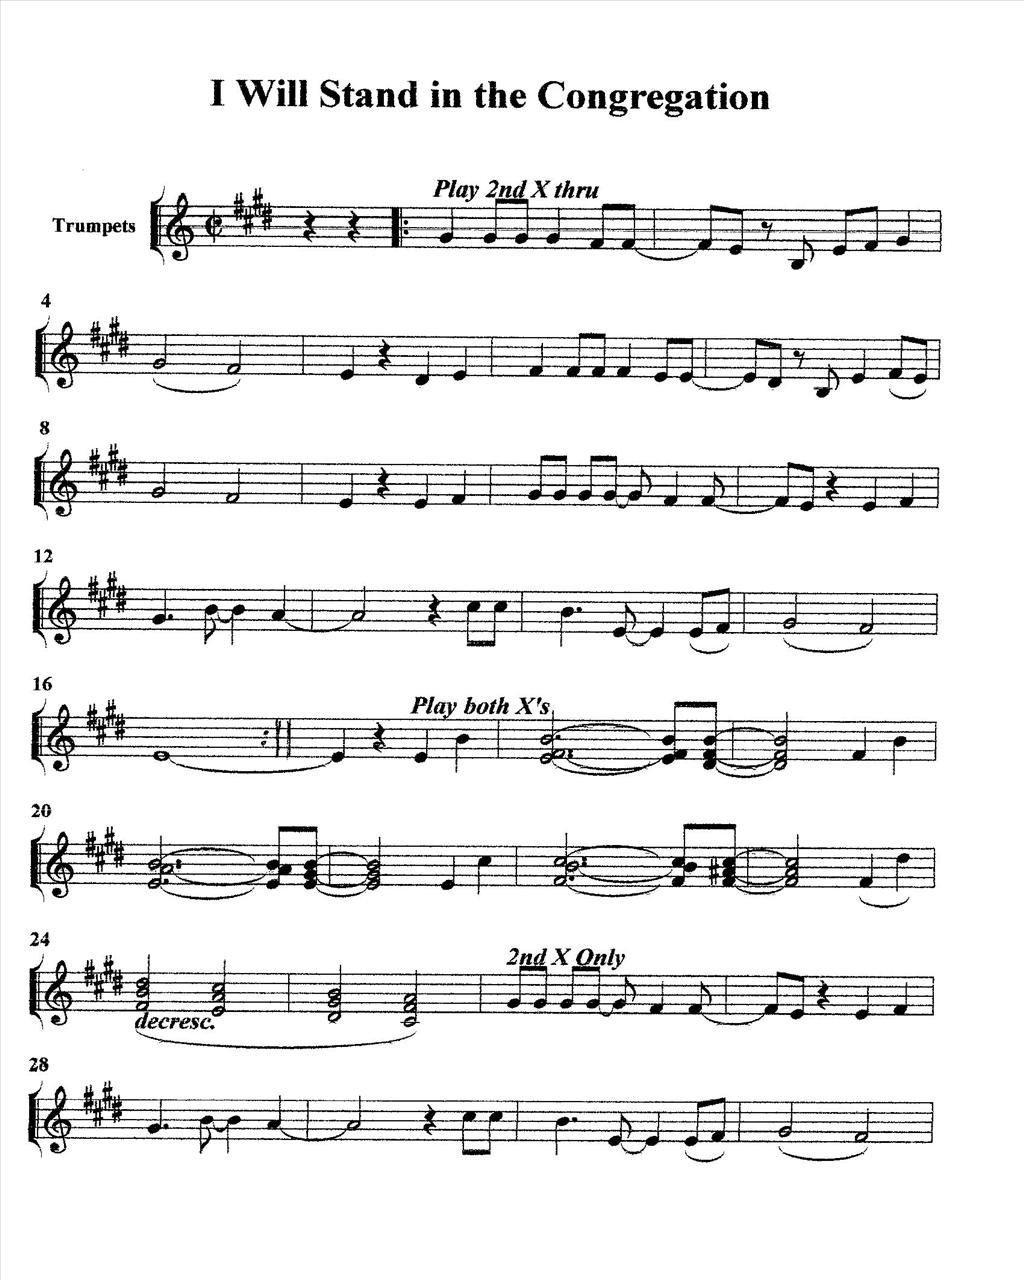 I Will Stand in the Congregation
Play 2nd X thru
Trumpets
4
8
12
16
Play both X's
20
24
2nd X Only
decresc.
28